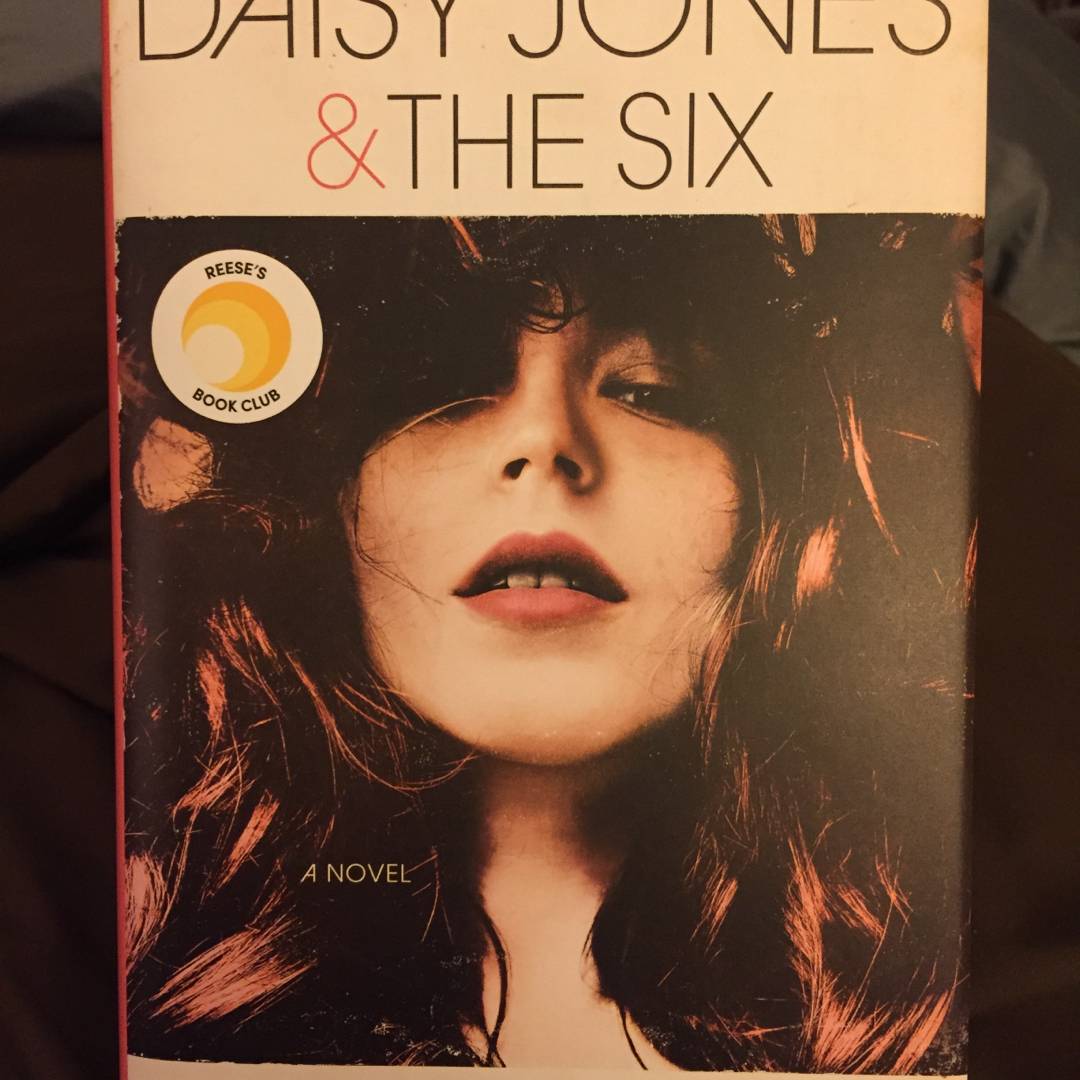 DAISY JONES
& THE SIX
REESE'S
BOOK CLUB
A NOVEL